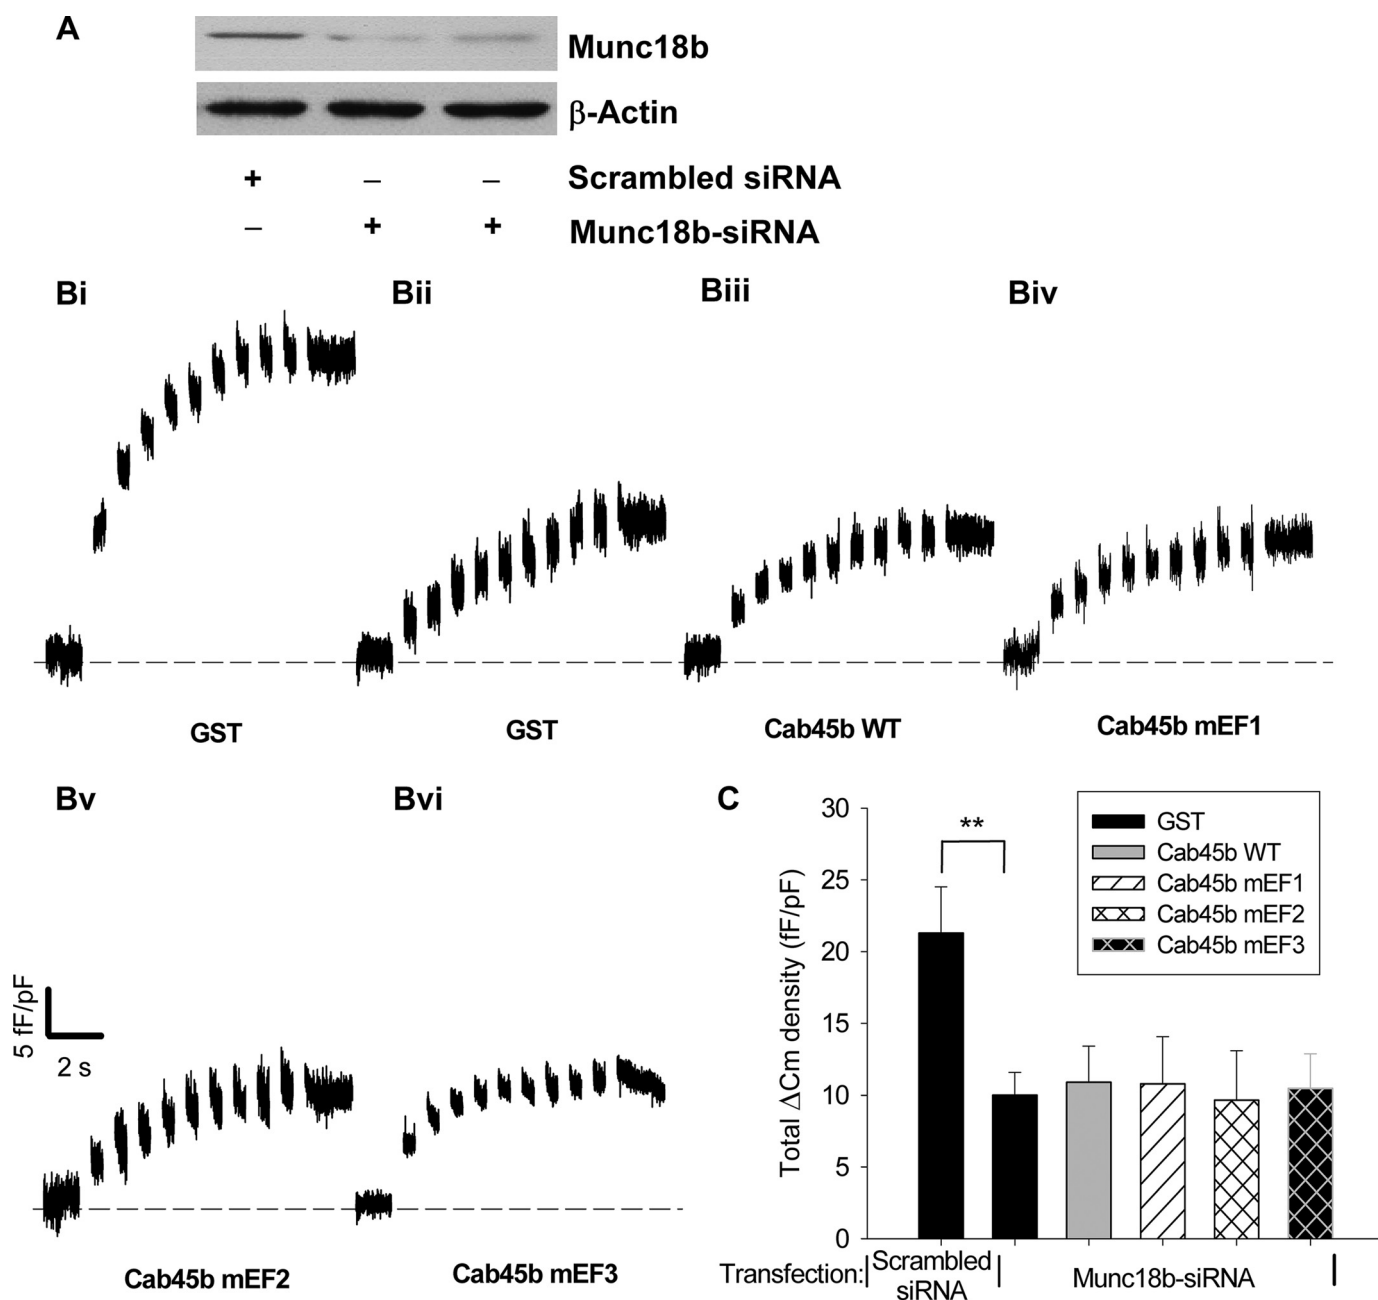 A
Munc18b
β-Actin
+ – – Scrambled siRNA
– + + Munc18b-siRNA
Bi Bii Biii Biv
GST GST Cab45b WT Cab45b mEF1
Bv Bvi
5 fF/pF
2 s
Cab45b mEF2 Cab45b mEF3
C
**
GST
Cab45b WT
Cab45b mEF1
Cab45b mEF2
Cab45b mEF3
Total ΔCm density (fF/pF)
30
25
20
15
10
5
0
Transfection: Scrambled siRNA Munc18b-siRNA